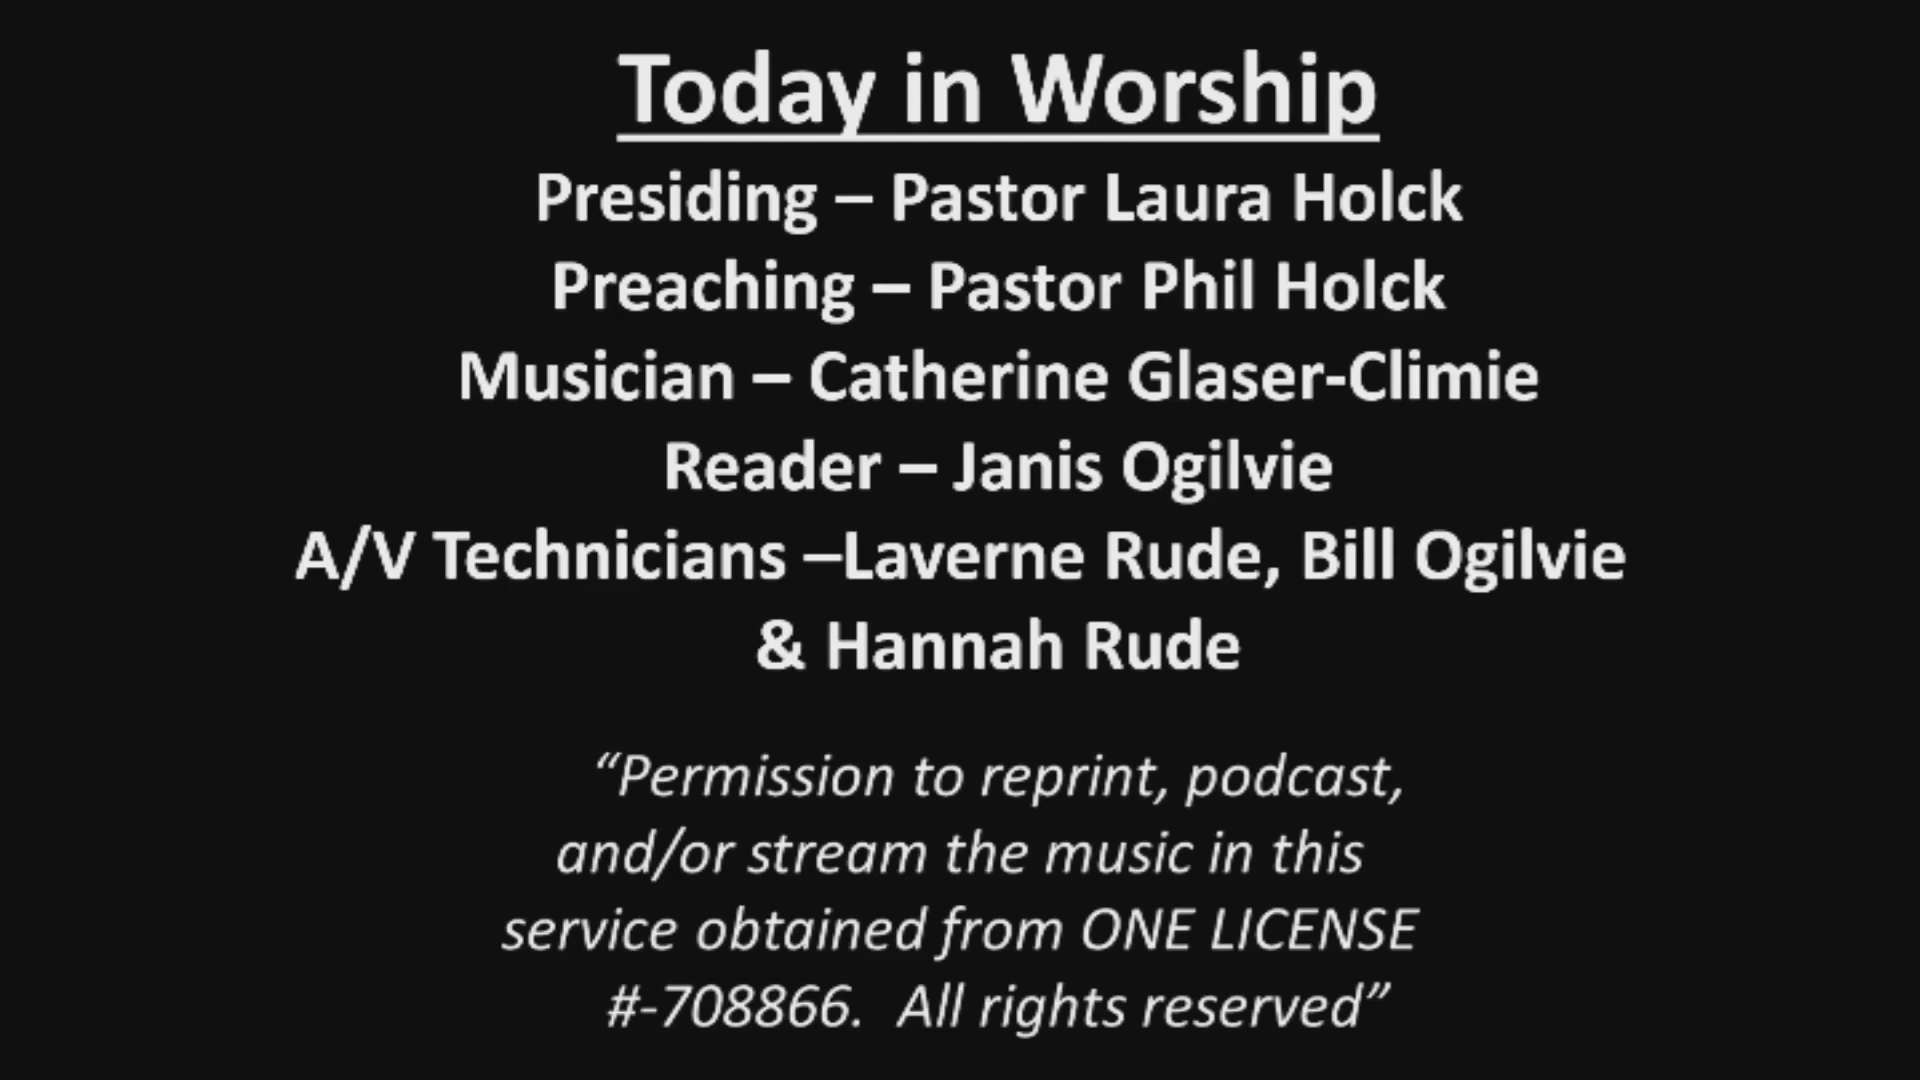 Today in Worship
Presiding – Pastor Laura Holck
Preaching – Pastor Phil Holck
Musician – Catherine Glaser-Climie
Reader – Janis Ogilvie
A/V Technicians –Laverne Rude, Bill Ogilvie
& Hannah Rude
“Permission to reprint, podcast,
and/or stream the music in this
service obtained from ONE LICENSE
#-708866.  All rights reserved”